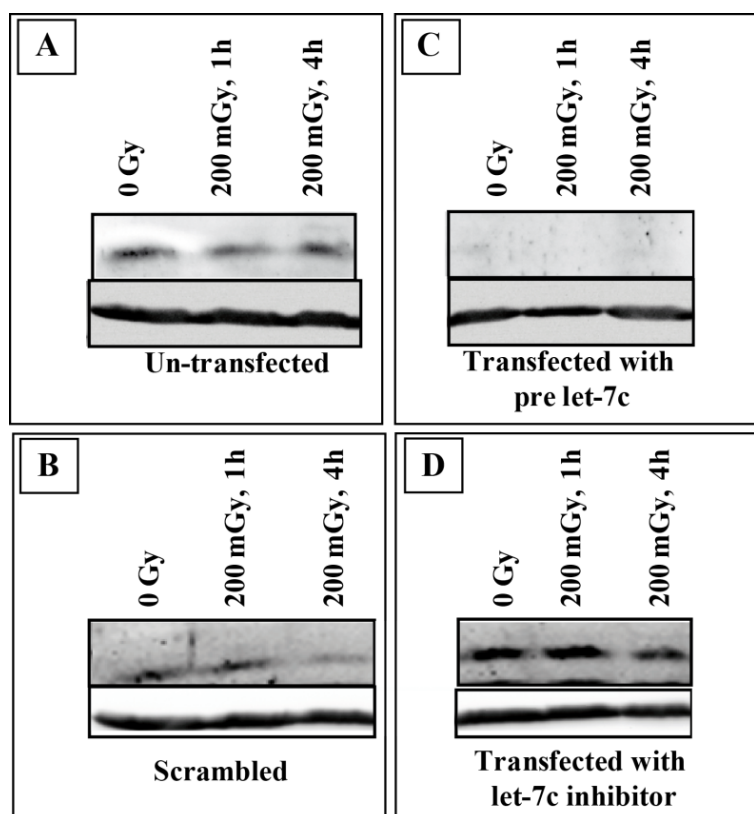 A
0 Gy
200 mGy, 1h
200 mGy, 4h
Un-transfected
C
0 Gy
200 mGy, 1h
200 mGy, 4h
Transfected with
pre let-7c
B
0 Gy
200 mGy, 1h
200 mGy, 4h
Scrambled
D
0 Gy
200 mGy, 1h
200 mGy, 4h
Transfected with
let-7c inhibitor